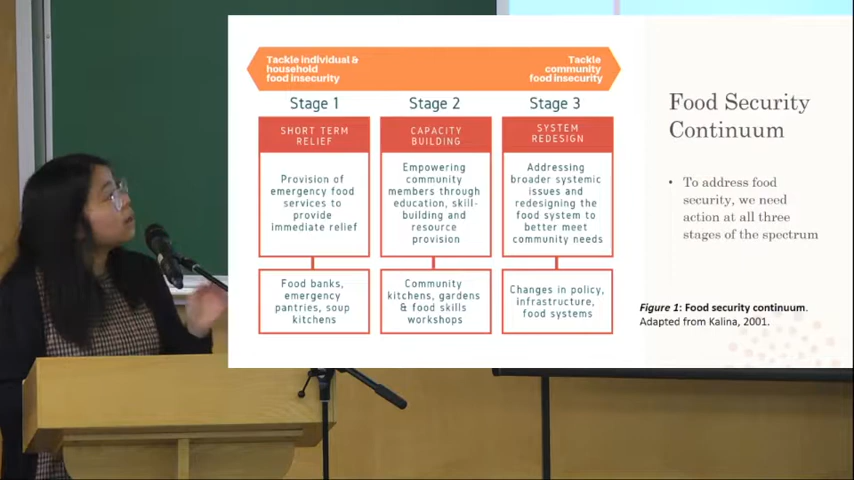 Tackle individual &
household
food insecurity
Tackle
community
food insecurity
Stage 1
SHORT TERM
RELIEF
Provision of
emergency food
services to
provide
immediate relief
Food banks,
emergency
pantries, soup
kitchens
Stage 2
CAPACITY
BUILDING
Empowering
community
members through
education, skill-
building and
resource
provision
Community
kitchens, gardens
& food skills
workshops
Stage 3
SYSTEM
REDESIGN
Addressing
broader systemic
issues and
redesigning the
food system to
better meet
community needs
Changes in policy,
infrastructure,
food systems
Food Security
Continuum
• To address food
security, we need
action at all three
stages of the spectrum
Figure 1: Food security continuum.
Adapted from Kalina, 2001.